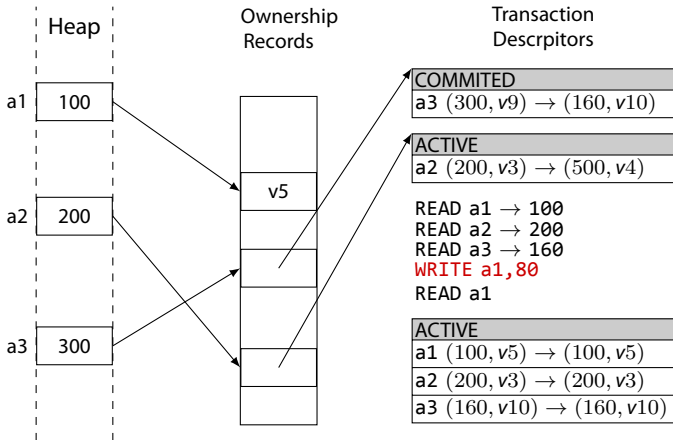 Heap
Ownership
Records
Transaction
Descrpitors
a1 100
a2 200
a3 300
v5
COMMITED
a3 (300, v9) → (160, v10)
ACTIVE
a2 (200, v3) → (500, v4)
READ a1 → 100
READ a2 → 200
READ a3 → 160
WRITE a1,80
READ a1
ACTIVE
a1 (100, v5) → (100, v5)
a2 (200, v3) → (200, v3)
a3 (160, v10) → (160, v10)